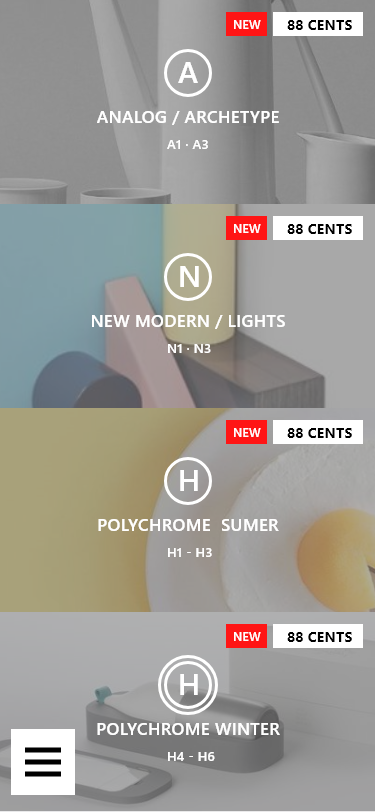 NEW 88 CENTS
A
ANALOG / ARCHETYPE
A1 · A3
NEW 88 CENTS
N
NEW MODERN / LIGHTS
N1 · N3
NEW 88 CENTS
H
POLYCHROME SUMER
H1 - H3
NEW 88 CENTS
H
POLYCHROME WINTER
H4 - H6